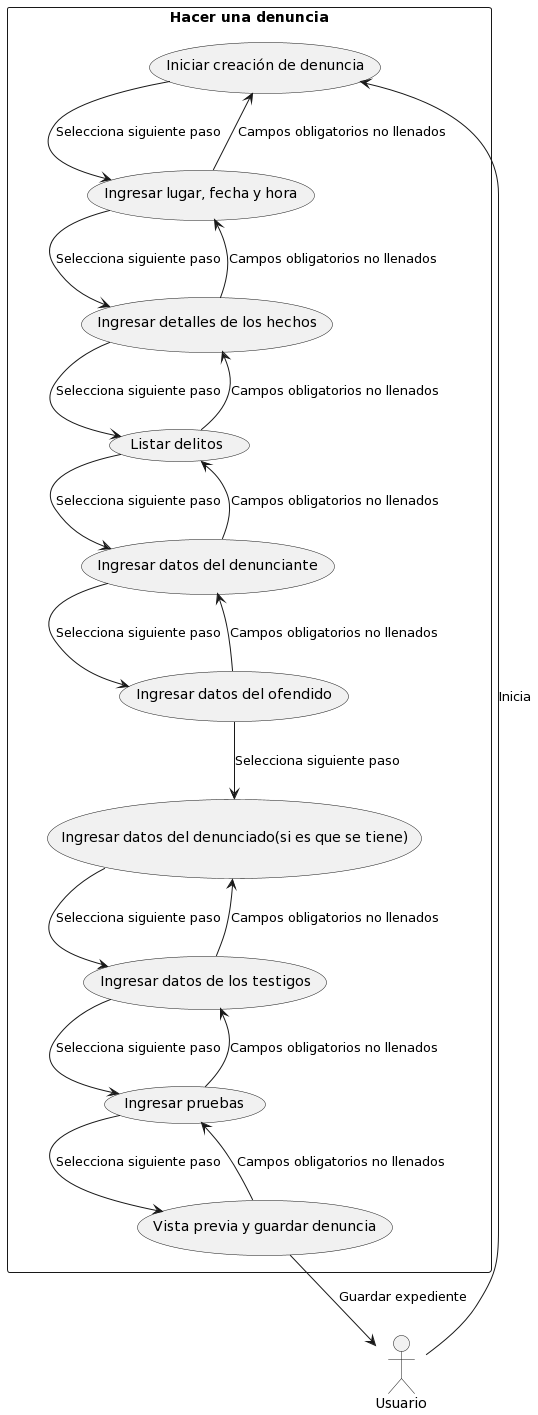 Hacer una denuncia
Iniciar creación de denuncia
Selecciona siguiente paso
Campos obligatorios no llenados
Ingresar lugar, fecha y hora
Selecciona siguiente paso
Campos obligatorios no llenados
Ingresar detalles de los hechos
Selecciona siguiente paso
Campos obligatorios no llenados
Listar delitos
Selecciona siguiente paso
Campos obligatorios no llenados
Ingresar datos del denunciante
Selecciona siguiente paso
Campos obligatorios no llenados
Ingresar datos del ofendido
Inicia
Selecciona siguiente paso
Ingresar datos del denunciado(si es que se tiene)
Selecciona siguiente paso
Campos obligatorios no llenados
Ingresar datos de los testigos
Selecciona siguiente paso
Campos obligatorios no llenados
Ingresar pruebas
Selecciona siguiente paso
Campos obligatorios no llenados
Vista previa y guardar denuncia
Guardar expediente
Usuario